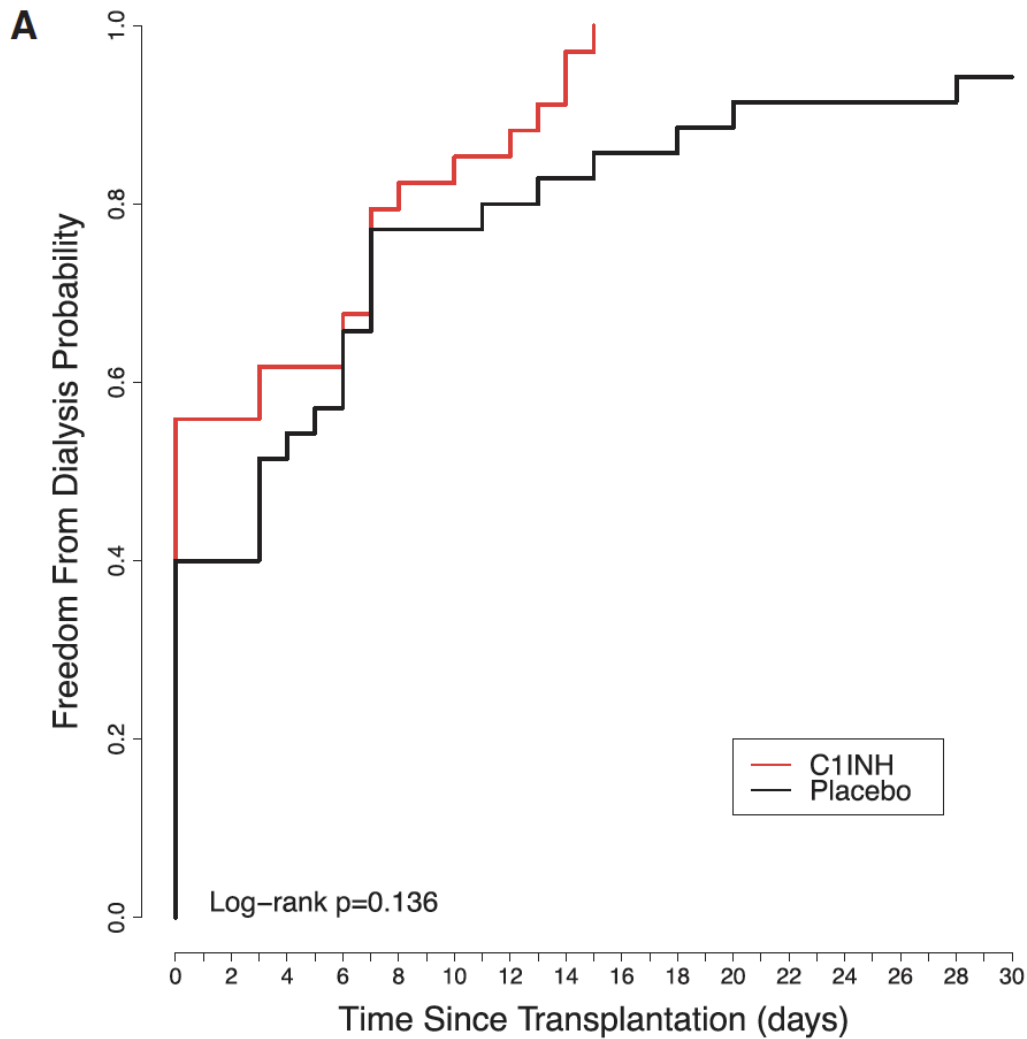 A
Freedom From Dialysis Probability
1.0
0.8
0.6
0.4
0.2
0.0
C1INH
Placebo
Log-rank p=0.136
0 2 4 6 8 10 12 14 16 18 20 22 24 26 28 30
Time Since Transplantation (days)